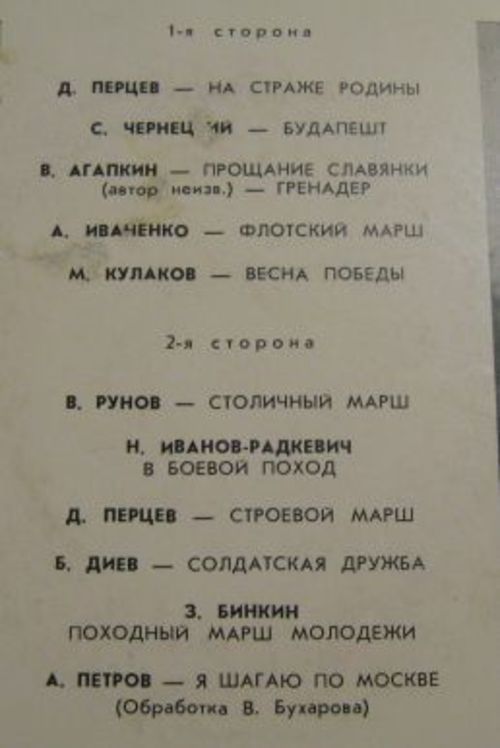 1-я сторона
Д. ПЕРЦЕВ — НА СТРАЖЕ РОДИНЫ
С. ЧЕРНЕЦ ИЙ — БУДАПЕШТ
В. АГАПКИН — ПРОЩАНИЕ СЛАВЯНКИ
(автор неизв.) — ГРЕНАДЕР
А. ИВАЧЕНКО — ФЛОТСКИЙ МАРШ
М. КУЛАКОВ — ВЕСНА ПОБЕДЫ
2-я сторона
В. РУНОВ — СТОЛИЧНЫЙ МАРШ
Н. ИВАНОВ-РАДКЕВИЧ
В БОЕВОЙ ПОХОД
Д. ПЕРЦЕВ — СТРОЕВОЙ МАРШ
Б. ДИЕВ — СОЛДАТСКАЯ ДРУЖБА
З. БИНКИН
ПОХОДНЫЙ МАРШ МОЛОДЕЖИ
А. ПЕТРОВ — Я ШАГАЮ ПО МОСКВЕ
(Обработка В. Бухарова)